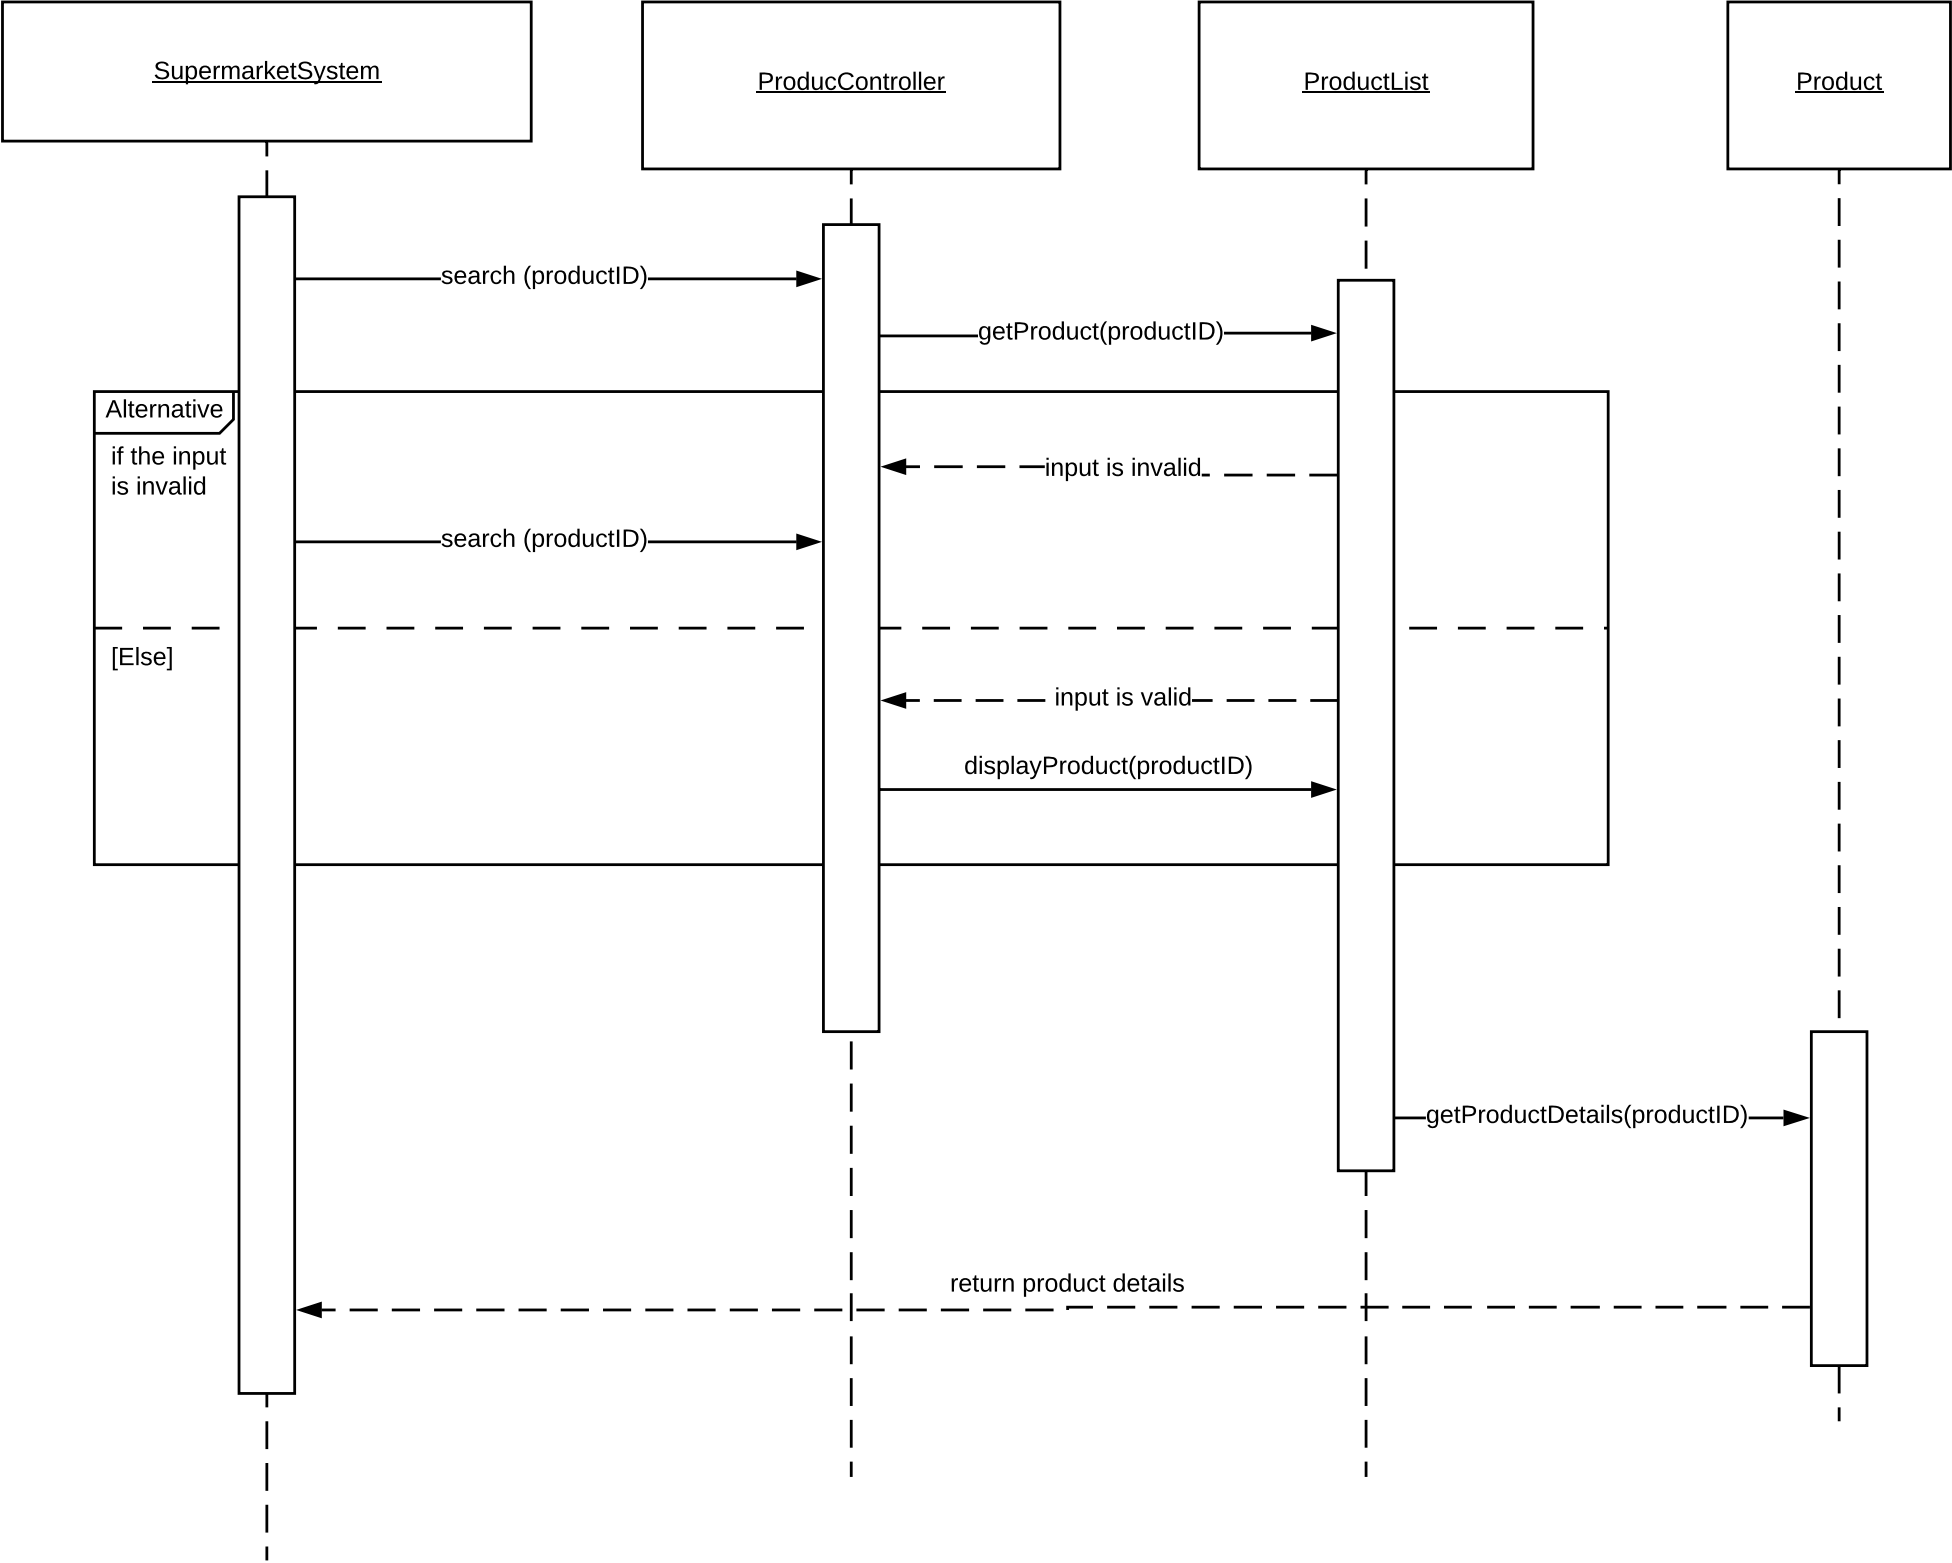 SupermarketSystem
ProducController
ProductList
Product
search (productID)
getProduct(productID)
Alternative
if the input
is invalid
input is invalid
search (productID)
[Else]
input is valid
displayProduct(productID)
getProductDetails(productID)
return product details